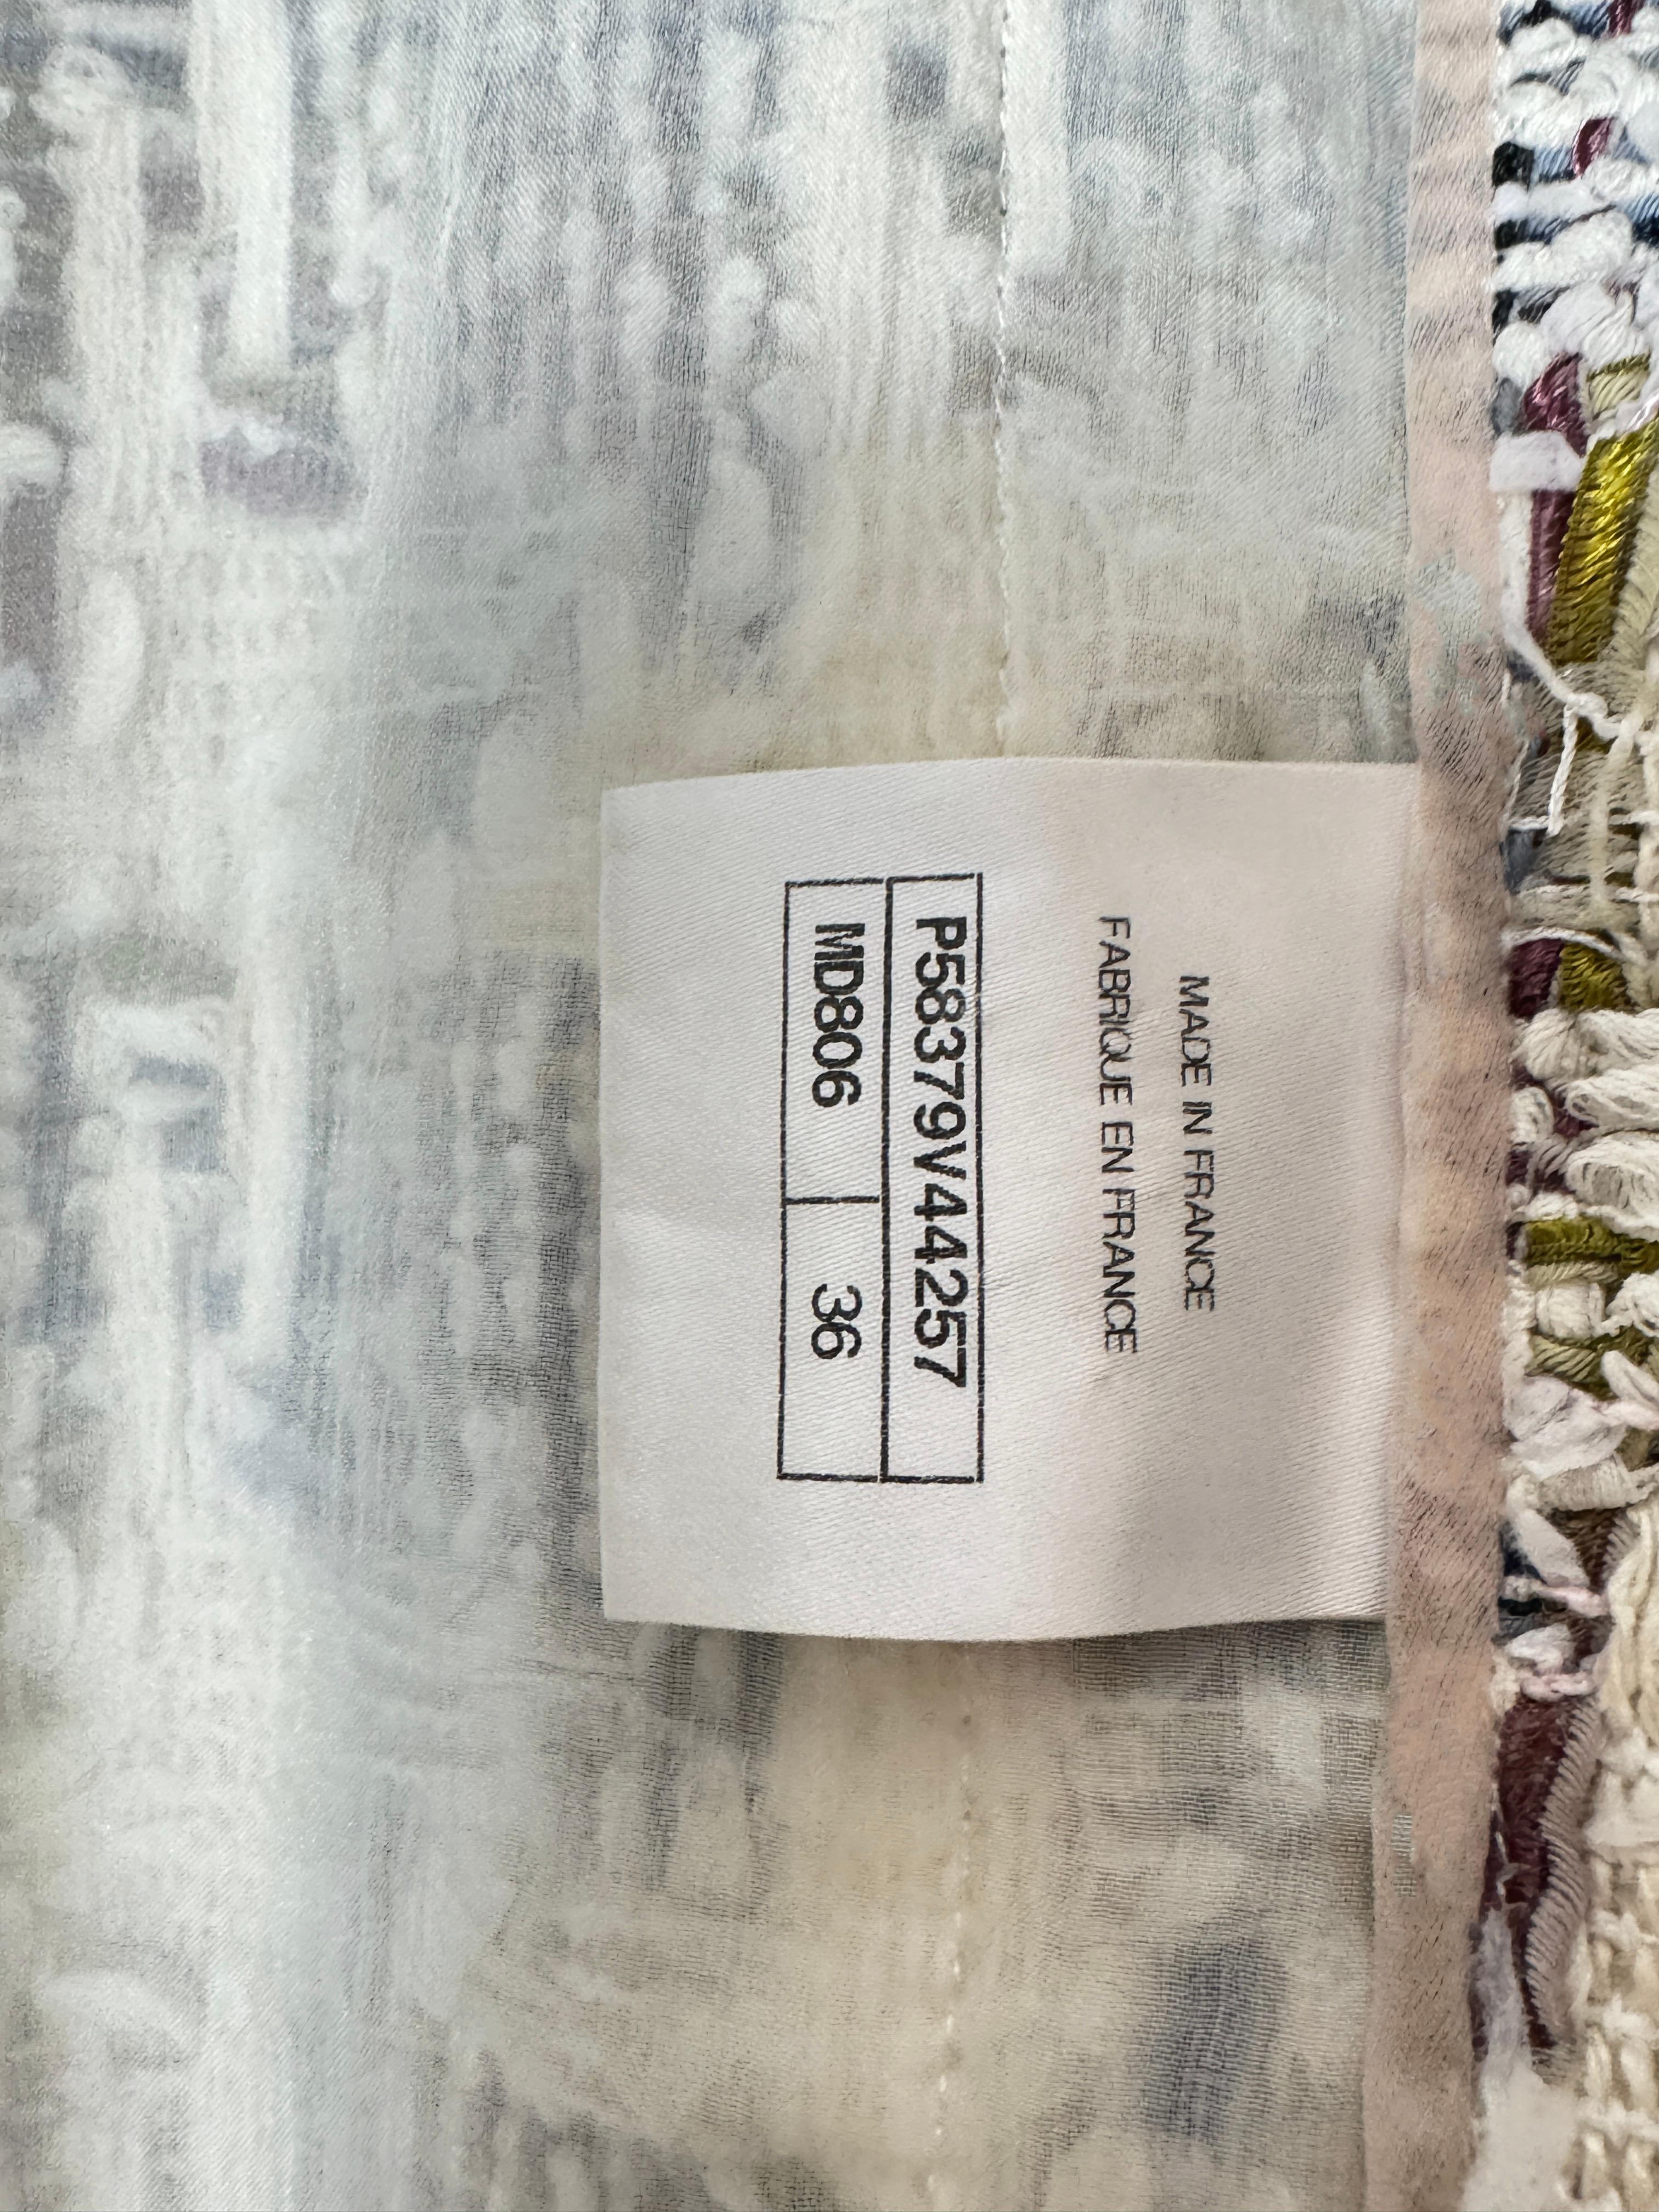 MADE IN FRANCE
FABRIQUE EN FRANCE
P58379V44257
MD806 36